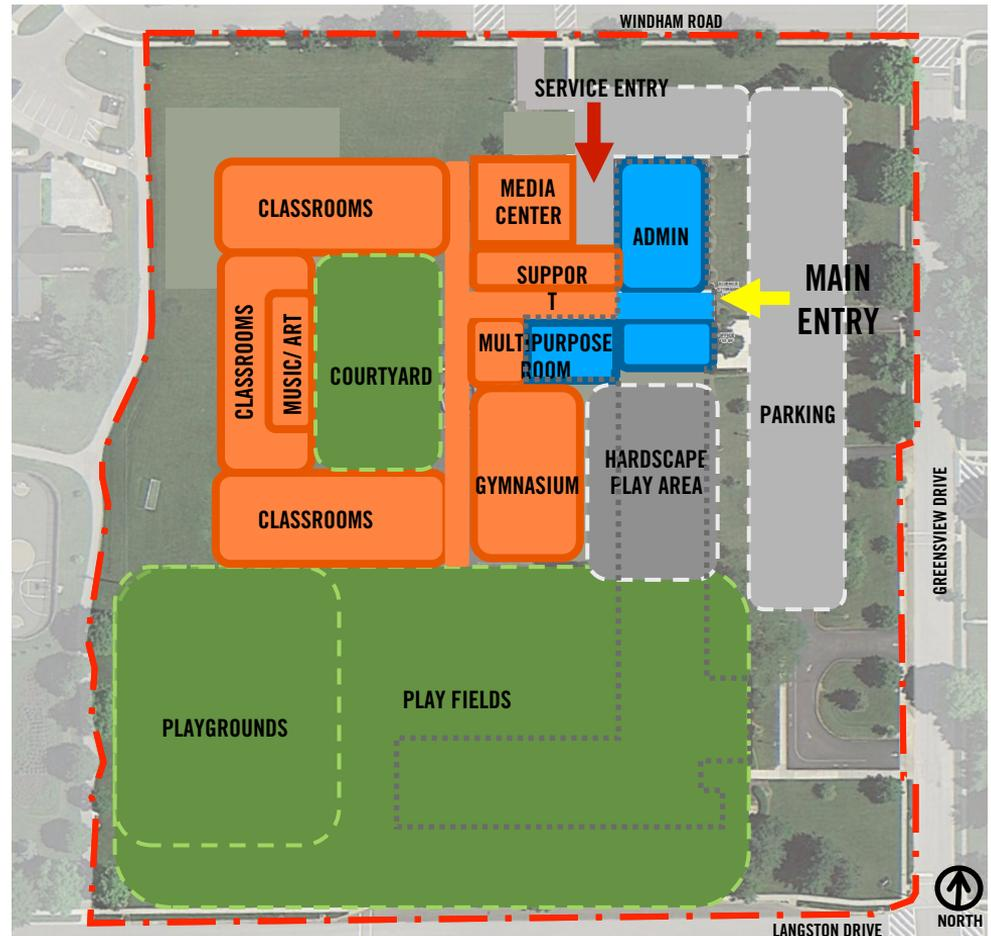 WINDHAM ROAD
SERVICE ENTRY
CLASSROOMS
MEDIA
CENTER
ADMIN
SUPPOR
T
MAIN
ENTRY
CLASSROOMS
MUSIC/ ART
COURTYARD
MULTIPURPOSE
ROOM
PARKING
GYMNASIUM
HARDSCAPE
PLAY AREA
CLASSROOMS
GREENSVIEW DRIVE
PLAY FIELDS
PLAYGROUNDS
NORTH
LANGSTON DRIVE